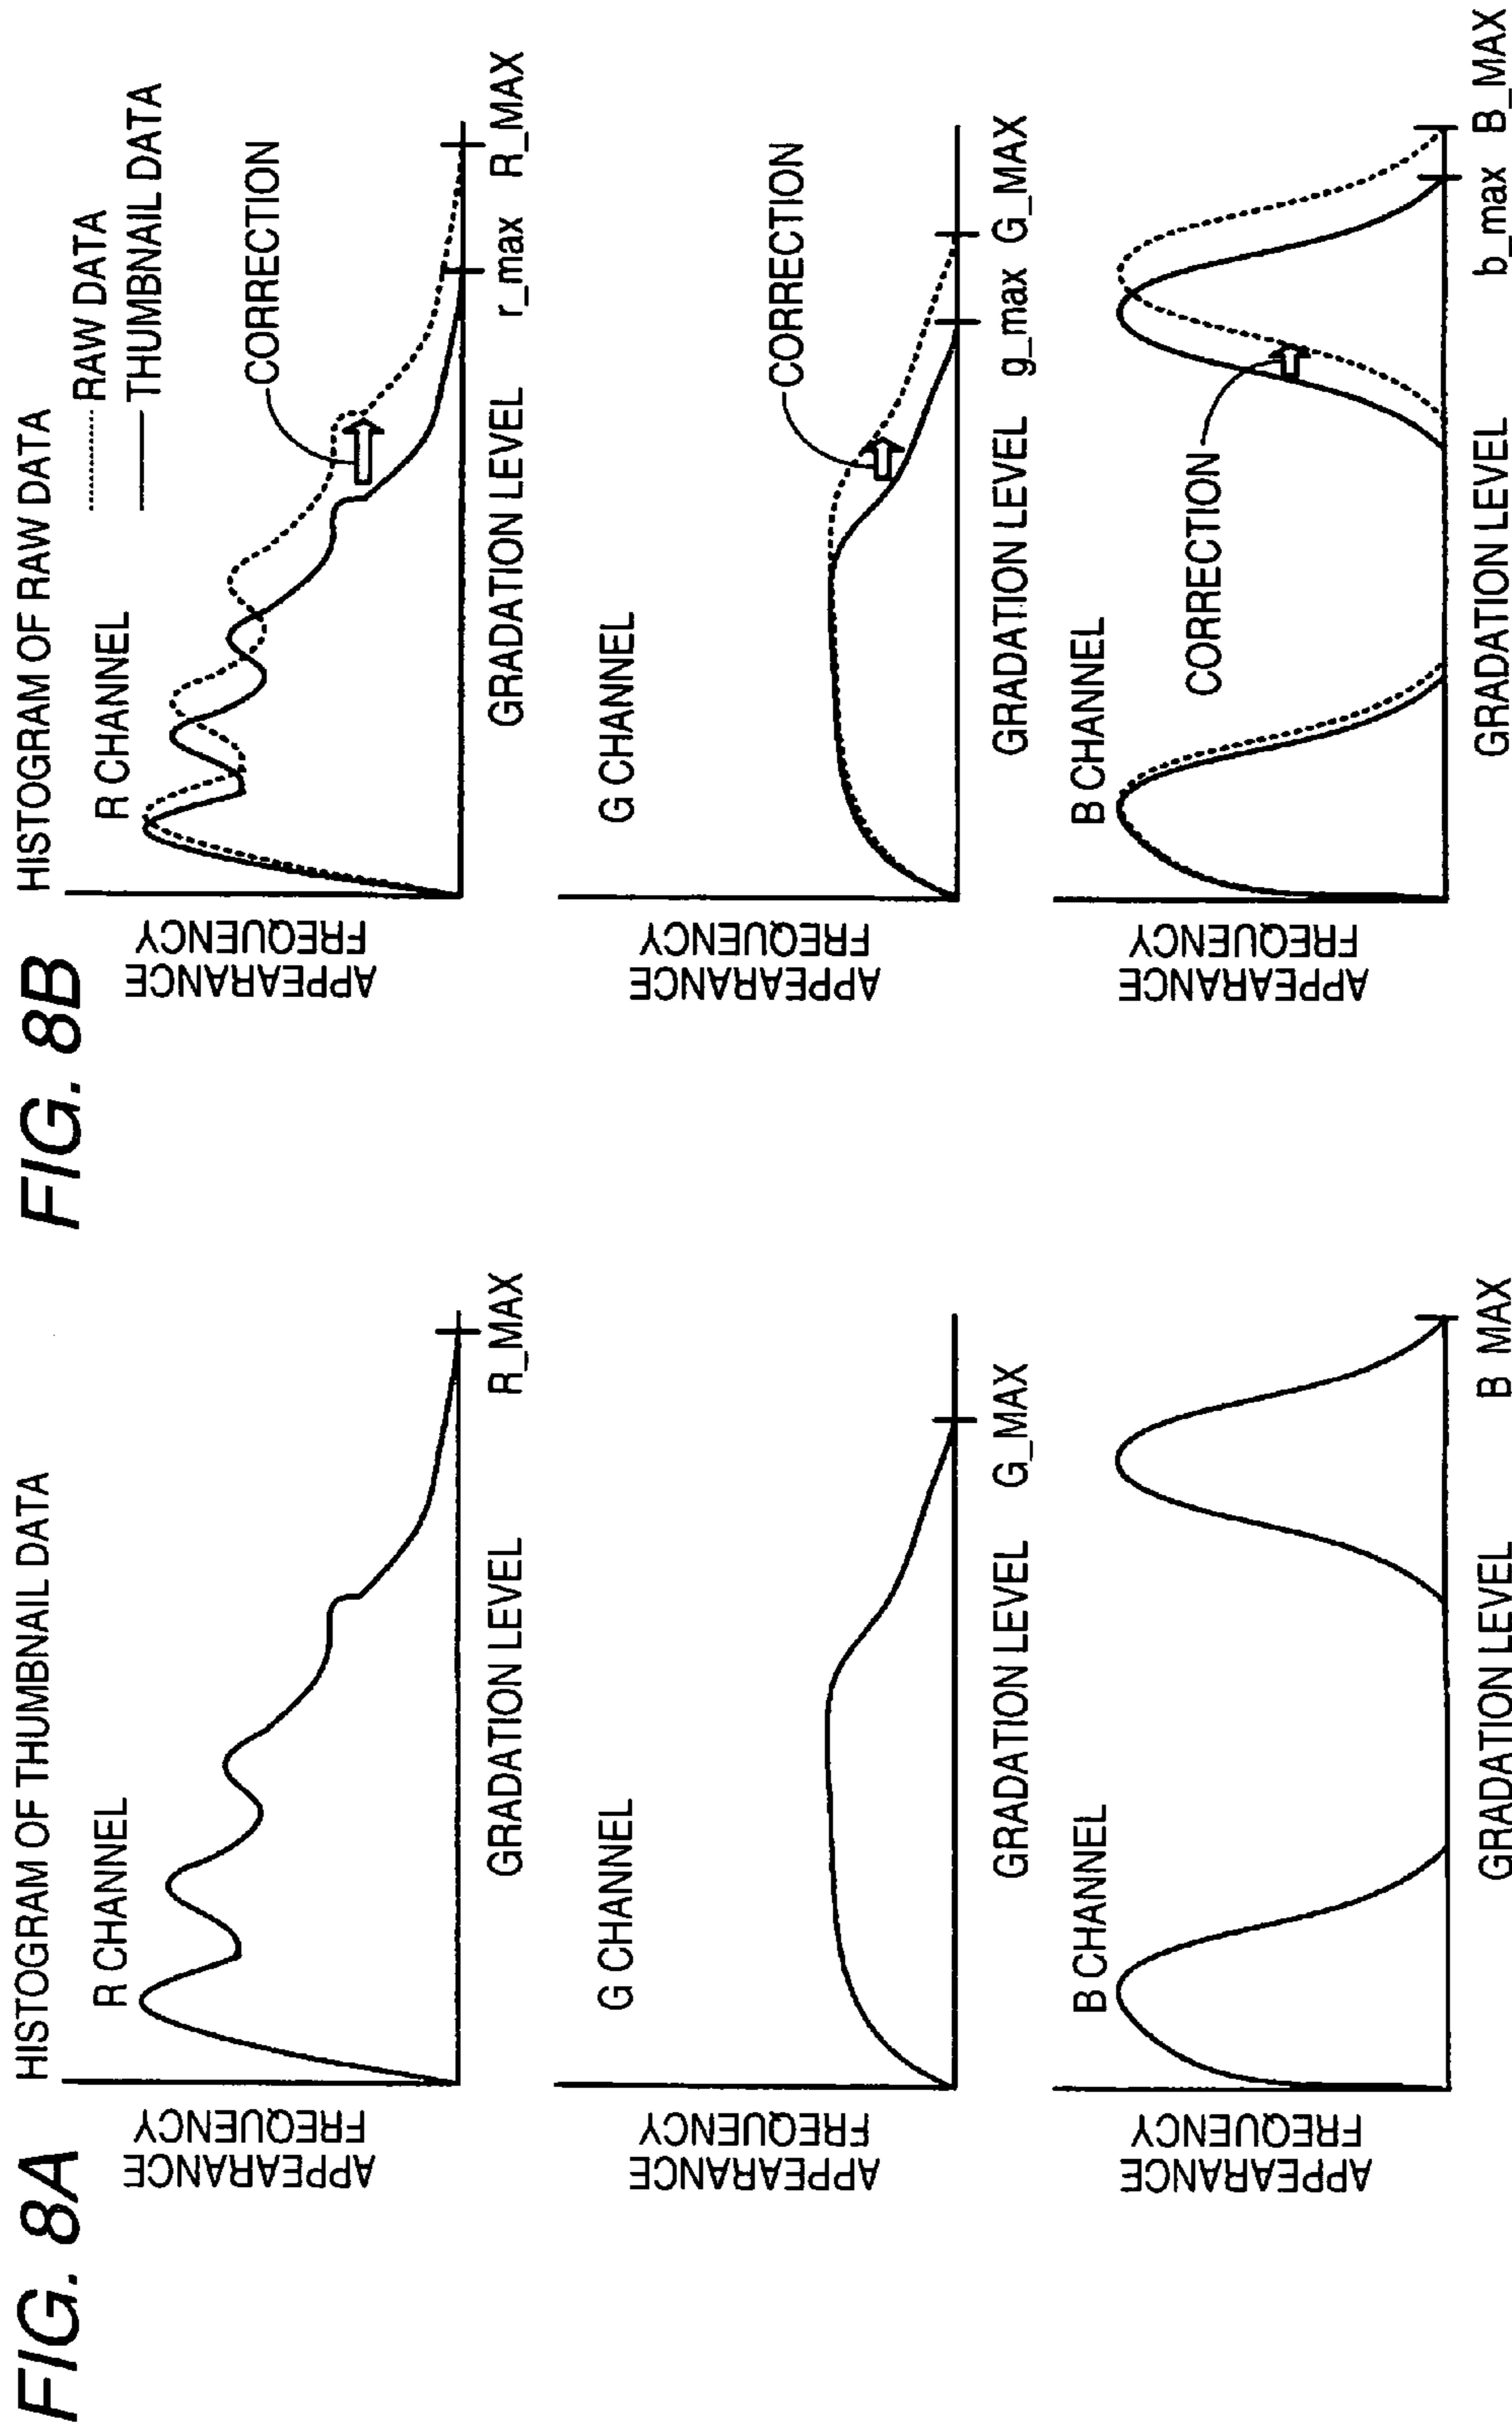 FIG. 8A
HISTOGRAM OF THUMBNAIL DATA
R CHANNEL
APPEARANCE
FREQUENCY
GRADATION LEVEL
R_MAX
G CHANNEL
APPEARANCE
FREQUENCY
GRADATION LEVEL
G_MAX
B CHANNEL
APPEARANCE
FREQUENCY
GRADATION LEVEL
B MAX
FIG. 8B
HISTOGRAM OF RAW DATA
RAW DATA
THUMBNAIL DATA
R CHANNEL
CORRECTION
APPEARANCE
FREQUENCY
GRADATION LEVEL
r_max
R_MAX
G CHANNEL
CORRECTION
APPEARANCE
FREQUENCY
GRADATION LEVEL
g_max
G_MAX
B CHANNEL
CORRECTION
APPEARANCE
FREQUENCY
GRADATION LEVEL
b_max
B_MAX